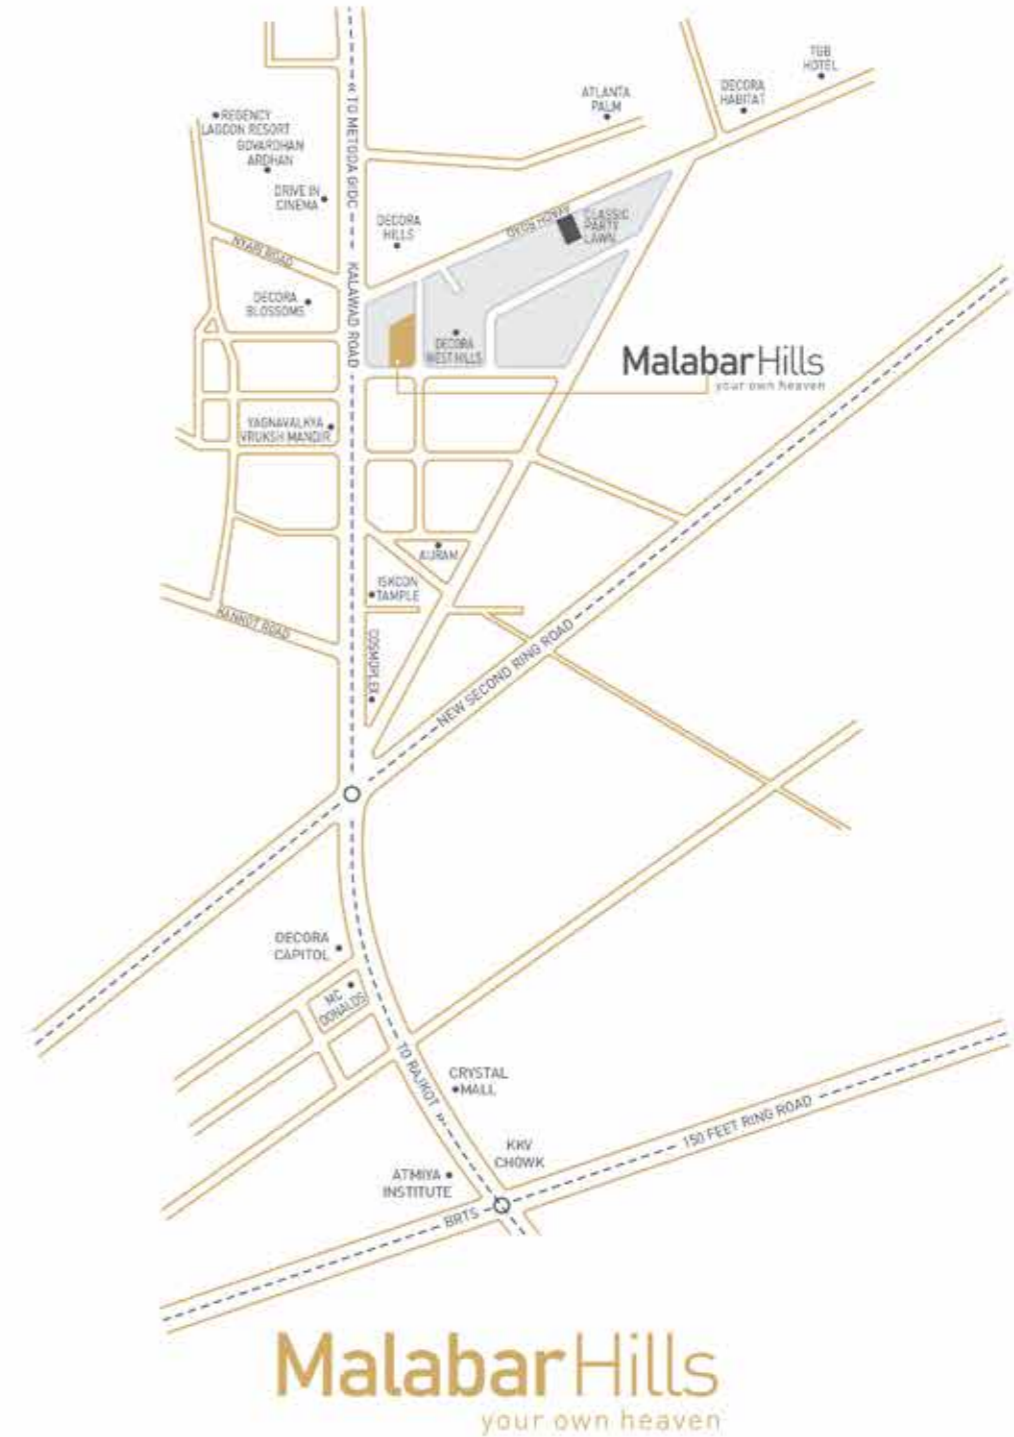 TGB
HOTEL
DECORA
HABITAT
ATLANTA
PALM
« TO METODA GIDC
REGENCY
LAGOON RESORT
GOVARDHAN
ARDHAN
DRIVE IN
CINEMA
DECORA
HILLS
CLASSIC
PARTY
LAWN
NYARI ROAD
KALAWAD ROAD
DECORA
BLOSSOMS
DECORA
WEST HILLS
MalabarHills
your own heaven
YAGNAVALKYA
VRUKSH MANDIR
AURAM
ISKCON
TAMPLE
KANKOT ROAD
COSMOPLEX
NEW SECOND RING ROAD
DECORA
CAPITOL
MC
DONALDS
TO RAJKOT »
CRYSTAL
MALL
150 FEET RING ROAD
KKV
CHOWK
ATMIYA
INSTITUTE
BRTS
MalabarHills
your own heaven